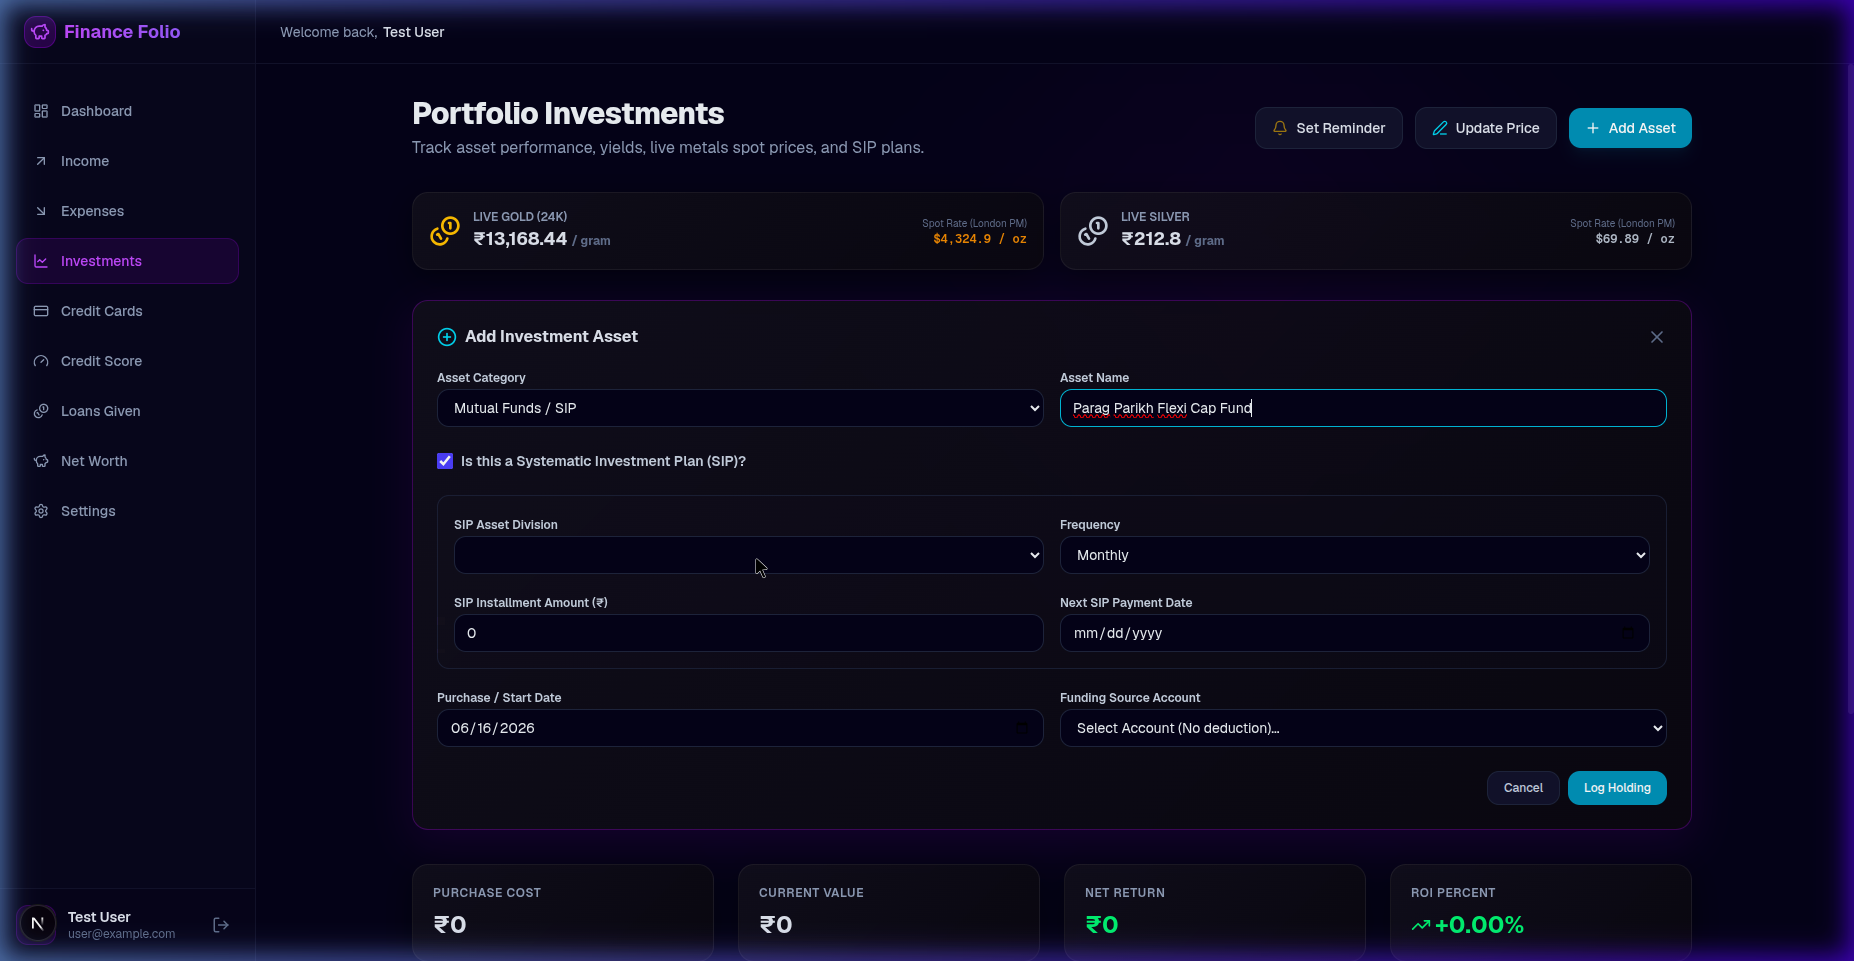 Finance Folio
Welcome back, Test User
Dashboard
Income
Expenses
Investments
Credit Cards
Credit Score
Loans Given
Net Worth
Settings
Test User
user@example.com
N
Portfolio Investments
Track asset performance, yields, live metals spot prices, and SIP plans.
Set Reminder
Update Price
Add Asset
LIVE GOLD (24K)
₹13,168.44 / gram
Spot Rate (London PM)
$4,324.9 / oz
LIVE SILVER
₹212.8 / gram
Spot Rate (London PM)
$69.89 / oz
Add Investment Asset
Asset Category
Mutual Funds / SIP
Asset Name
Parag Parikh Flexi Cap Fund
Is this a Systematic Investment Plan (SIP)?
SIP Asset Division
Frequency
Monthly
SIP Installment Amount (₹)
0
Next SIP Payment Date
mm/dd/yyyy
Purchase / Start Date
06/16/2026
Funding Source Account
Select Account (No deduction)...
Cancel
Log Holding
PURCHASE COST
₹0
CURRENT VALUE
₹0
NET RETURN
₹0
ROI PERCENT
+0.00%